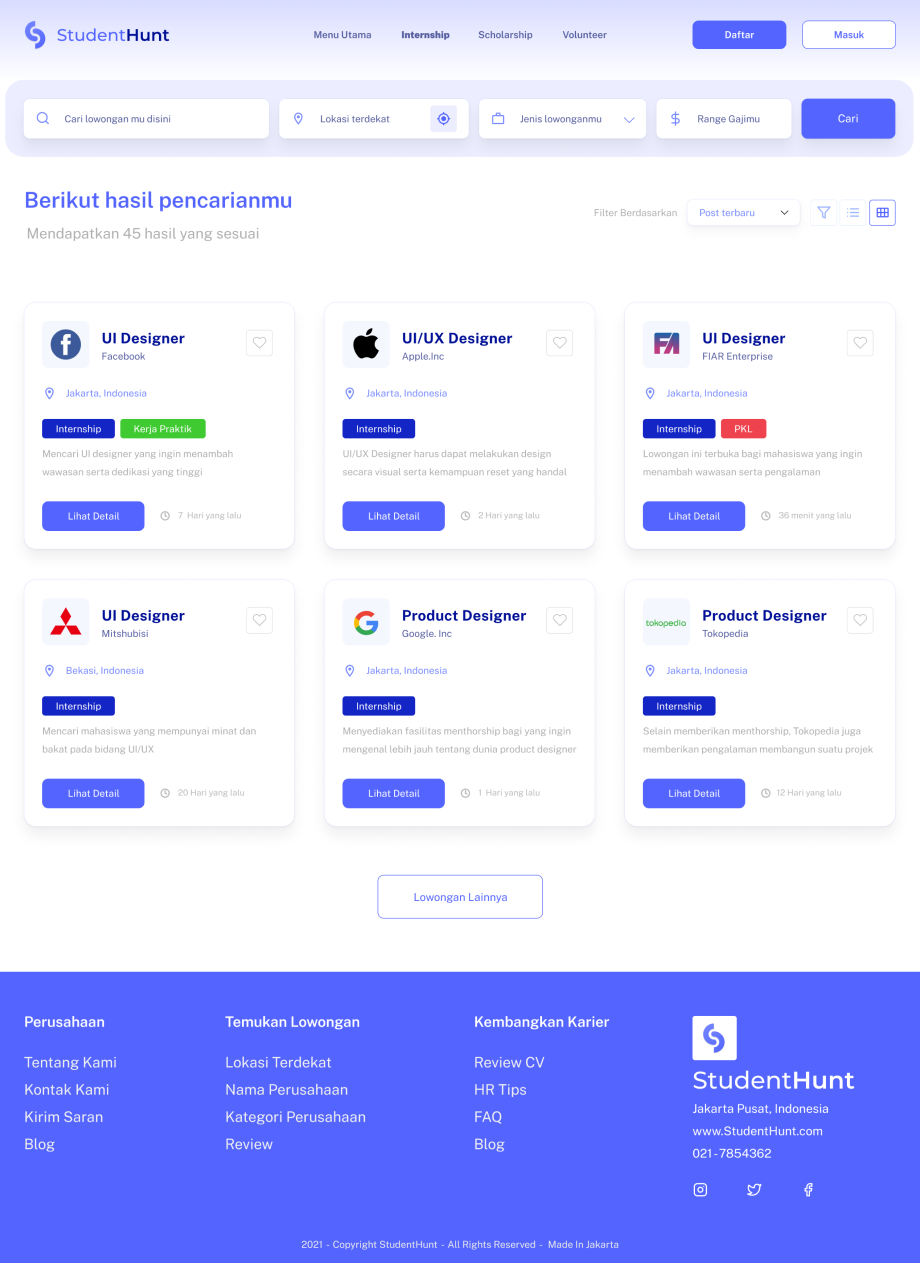 StudentHunt
Menu Utama
Internship
Scholarship
Volunteer
Daftar
Masuk
Cari lowongan mu disini
Lokasi terdekat
Jenis lowonganmu
Range Gajimu
Cari
Berikut hasil pencarianmu
Mendapatkan 45 hasil yang sesuai
Filter Berdasarkan
Post terbaru
UI Designer
Facebook
Jakarta, Indonesia
Internship
Kerja Praktik
Mencari UI designer yang ingin menambah
wawasan serta dedikasi yang tinggi
Lihat Detail
7 Hari yang lalu
UI/UX Designer
Apple.Inc
Jakarta, Indonesia
Internship
UI/UX Designer harus dapat melakukan design
secara visual serta kemampuan reset yang handal
Lihat Detail
2 Hari yang lalu
UI Designer
FIAR Enterprise
Jakarta, Indonesia
Internship
PKL
Lowongan ini terbuka bagi mahasiswa yang ingin
menambah wawasan serta pengalaman
Lihat Detail
36 menit yang lalu
UI Designer
Mitshubisi
Bekasi, Indonesia
Internship
Mencari mahasiswa yang mempunyai minat dan
bakat pada bidang UI/UX
Lihat Detail
20 Hari yang lalu
Product Designer
Google. Inc
Jakarta, Indonesia
Internship
Menyediakan fasilitas menthorship bagi yang ingin
mengenal lebih jauh tentang dunia product designer
Lihat Detail
1 Hari yang lalu
tokopedia
Product Designer
Tokopedia
Jakarta, Indonesia
Internship
Selain memberikan menthorship, Tokopedia juga
memberikan pengalaman membangun suatu projek
Lihat Detail
12 Hari yang lalu
Lowongan Lainnya
Perusahaan
Tentang Kami
Kontak Kami
Kirim Saran
Blog
Temukan Lowongan
Lokasi Terdekat
Nama Perusahaan
Kategori Perusahaan
Review
Kembangkan Karier
Review CV
HR Tips
FAQ
Blog
StudentHunt
Jakarta Pusat, Indonesia
www.StudentHunt.com
021-7854362
2021 - Copyright StudentHunt - All Rights Reserved - Made In Jakarta